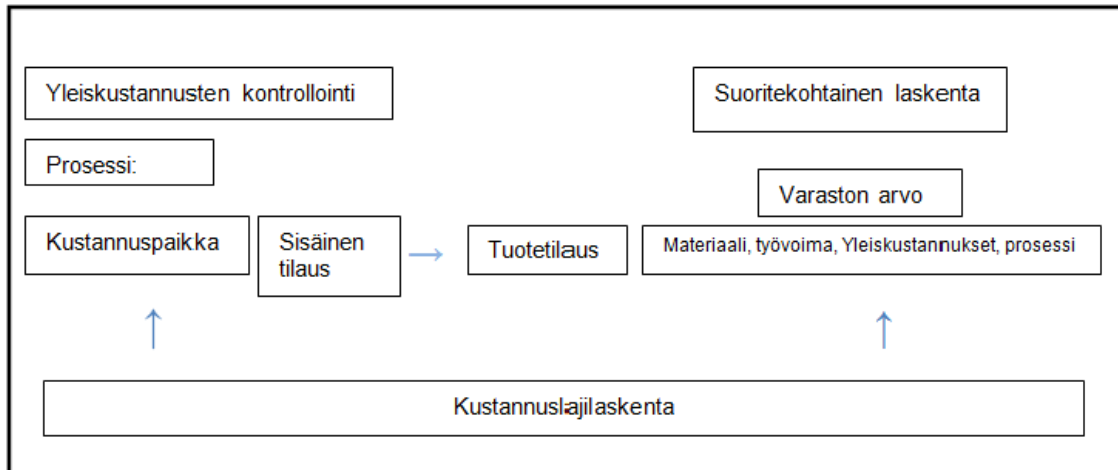 Yleiskustannusten kontrollointi
Suoritekohtainen laskenta
Prosessi:
Varaston arvo
Kustannuspaikka
Sisäinen
tilaus
Tuotetilaus
Materiaali, työvoima, Yleiskustannukset, prosessi
Kustannuslajilaskenta